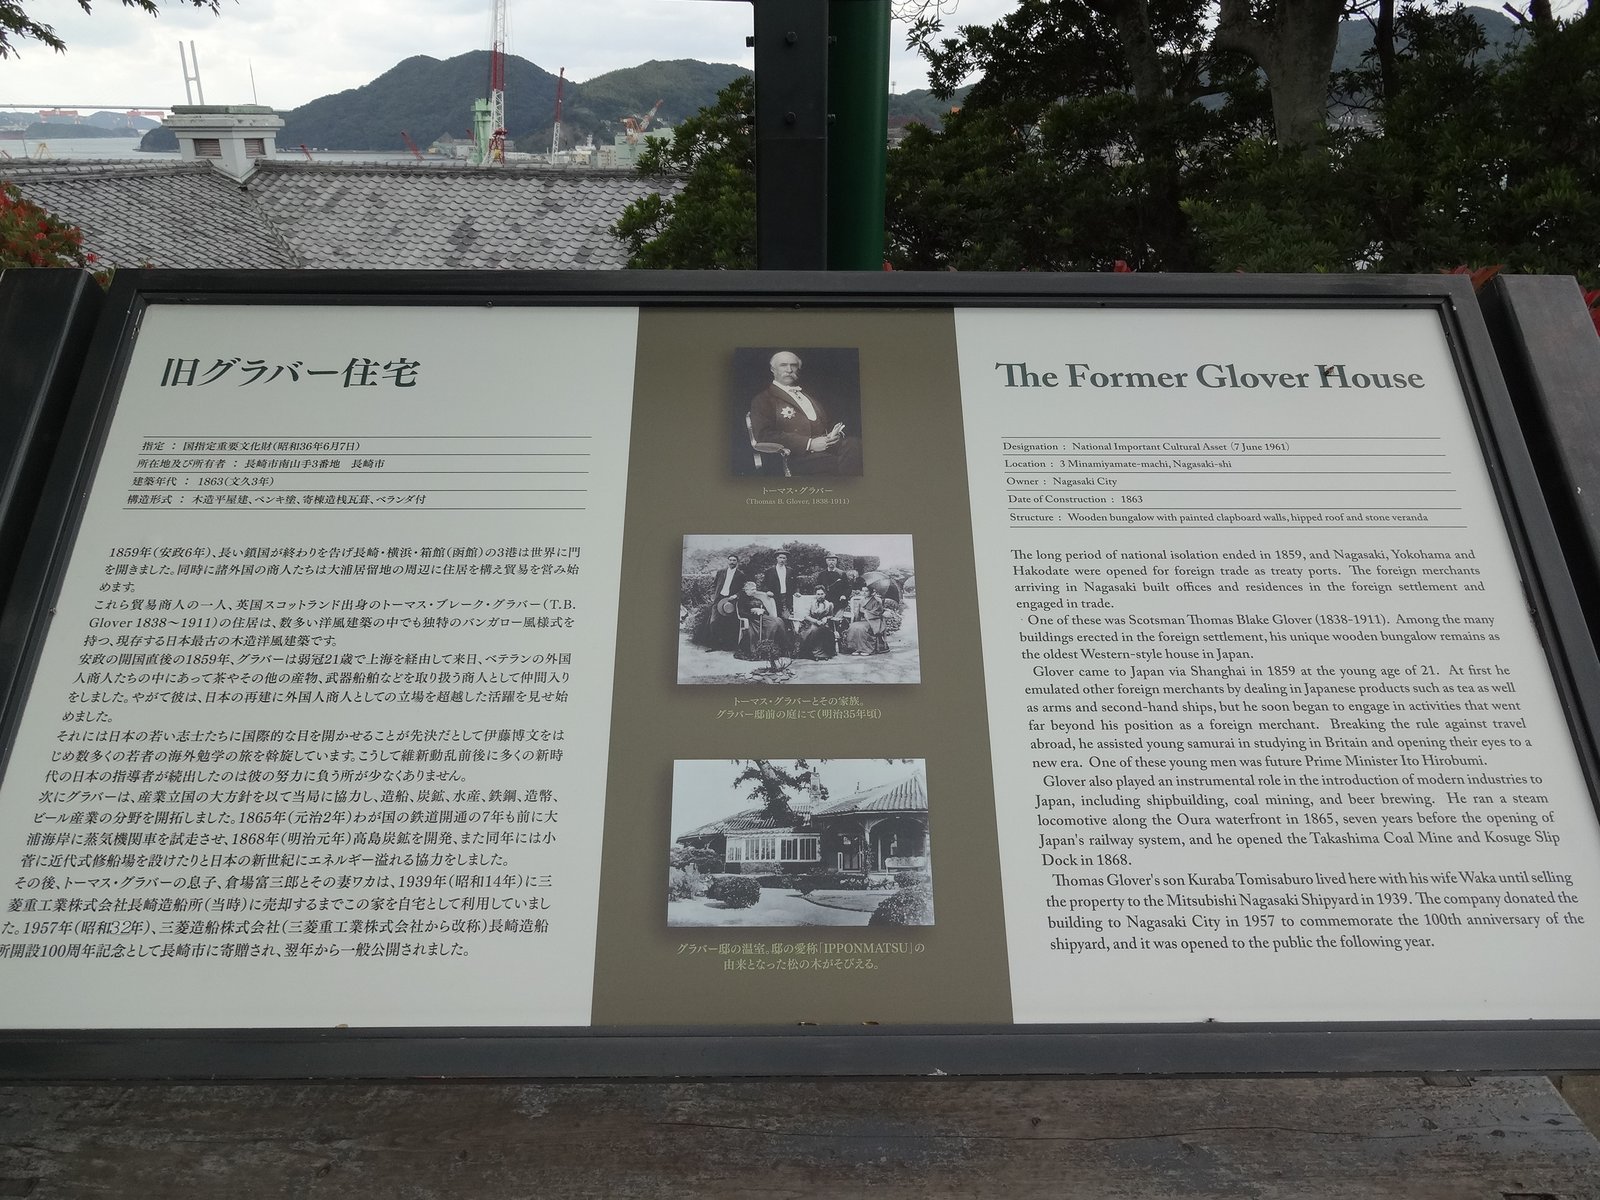 旧グラバー住宅
指定 ： 国指定重要文化財(昭和36年6月7日)
所在地及び所有者 ： 長崎市南山手3番地　長崎市
建築年代 ： 1863(文久3年)
構造形式 ： 木造平屋建、ペンキ塗、寄棟造桟瓦葺、ベランダ付
1859年(安政6年)、長い鎖国が終わりを告げ長崎・横浜・箱館(函館)の3港は世界に門
を開きました。同時に諸外国の商人たちは大浦居留地の周辺に住居を構え貿易を営み始
めます。
これら貿易商人の一人、英国スコットランド出身のトーマス・ブレーク・グラバー(T.B.
Glover 1838〜1911)の住居は、数多い洋風建築の中でも独特のバンガロー風様式を
持つ、現存する日本最古の木造洋風建築です。
安政の開国直後の1859年、グラバーは弱冠21歳で上海を経由して来日、ベテランの外国
人商人たちの中にあって茶やその他の産物、武器船舶などを取り扱う商人として仲間入り
をしました。やがて彼は、日本の再建に外国人商人としての立場を超越した活躍を見せ始
めました。
それには日本の若い志士たちに国際的な目を開かせることが先決だとして伊藤博文をは
じめ数多くの若者の海外勉学の旅を斡旋しています。こうして維新動乱前後に多くの新時
代の日本の指導者が続出したのは彼の努力に負う所が少なくありません。
次にグラバーは、産業立国の大方針を以て当局に協力し、造船、炭鉱、水産、鉄鋼、造幣、
ビール産業の分野を開拓しました。1865年(元治2年)わが国の鉄道開通の7年も前に大
浦海岸に蒸気機関車を試走させ、1868年(明治元年)高島炭鉱を開発、また同年には小
菅に近代式修船場を設けたりと日本の新世紀にエネルギー溢れる協力をしました。
その後、トーマス・グラバーの息子、倉場富三郎とその妻ワカは、1939年(昭和14年)に三
菱重工業株式会社長崎造船所(当時)に売却するまでこの家を自宅として利用していまし
た。1957年(昭和32年)、三菱造船株式会社(三菱重工業株式会社から改称)長崎造船
所開設100周年記念として長崎市に寄贈され、翌年から一般公開されました。
トーマス・グラバー
(Thomas B. Glover, 1838-1911)
トーマス・グラバーとその家族。
グラバー邸前の庭にて(明治35年頃)
グラバー邸の温室。邸の愛称「IPPONMATSU」の
由来となった松の木がそびえる。
The Former Glover House
Designation : National Important Cultural Asset (7 June 1961)
Location : 3 Minamiyamate-machi, Nagasaki-shi
Owner : Nagasaki City
Date of Construction : 1863
Structure : Wooden bungalow with painted clapboard walls, hipped roof and stone veranda
The long period of national isolation ended in 1859, and Nagasaki, Yokohama and
Hakodate were opened for foreign trade as treaty ports. The foreign merchants
arriving in Nagasaki built offices and residences in the foreign settlement and
engaged in trade.
One of these was Scotsman Thomas Blake Glover (1838-1911). Among the many
buildings erected in the foreign settlement, his unique wooden bungalow remains as
the oldest Western-style house in Japan.
Glover came to Japan via Shanghai in 1859 at the young age of 21. At first he
emulated other foreign merchants by dealing in Japanese products such as tea as well
as arms and second-hand ships, but he soon began to engage in activities that went
far beyond his position as a foreign merchant. Breaking the rule against travel
abroad, he assisted young samurai in studying in Britain and opening their eyes to a
new era. One of these young men was future Prime Minister Ito Hirobumi.
Glover also played an instrumental role in the introduction of modern industries to
Japan, including shipbuilding, coal mining, and beer brewing. He ran a steam
locomotive along the Oura waterfront in 1865, seven years before the opening of
Japan's railway system, and he opened the Takashima Coal Mine and Kosuge Slip
Dock in 1868.
Thomas Glover's son Kuraba Tomisaburo lived here with his wife Waka until selling
the property to the Mitsubishi Nagasaki Shipyard in 1939. The company donated the
building to Nagasaki City in 1957 to commemorate the 100th anniversary of the
shipyard, and it was opened to the public the following year.